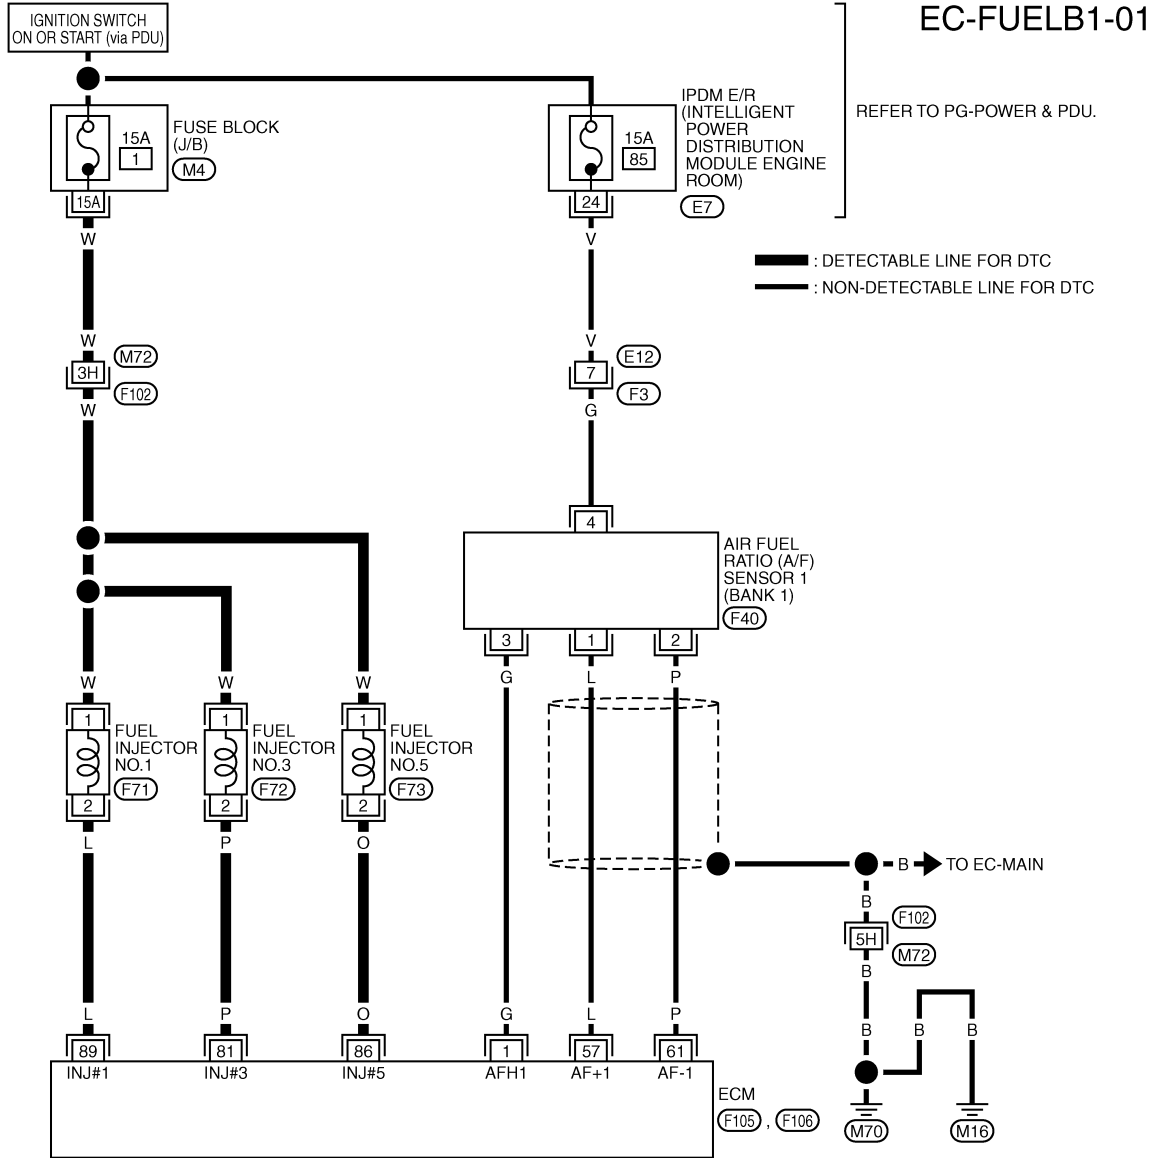 EC-FUELB1-01
IGNITION SWITCH
ON OR START (via PDU)
REFER TO PG-POWER & PDU.
15A
1
FUSE BLOCK
(J/B)
M4
15A
85
IPDM E/R
(INTELLIGENT
POWER
DISTRIBUTION
MODULE ENGINE
ROOM)
E7
15A
24
W
V
: DETECTABLE LINE FOR DTC
: NON-DETECTABLE LINE FOR DTC
W
V
3H
M72
F102
7
E12
F3
W
G
4
AIR FUEL
RATIO (A/F)
SENSOR 1
(BANK 1)
F40
3
1
2
G
L
P
W
W
W
1
1
1
FUEL
INJECTOR
NO.1
F71
FUEL
INJECTOR
NO.3
F72
FUEL
INJECTOR
NO.5
F73
2
2
2
L
P
O
B
TO EC-MAIN
B
5H
F102
M72
B
L
P
O
G
L
P
B
B
B
89
81
86
1
57
61
INJ#1
INJ#3
INJ#5
AFH1
AF+1
AF-1
ECM
F105 , F106
M70
M16